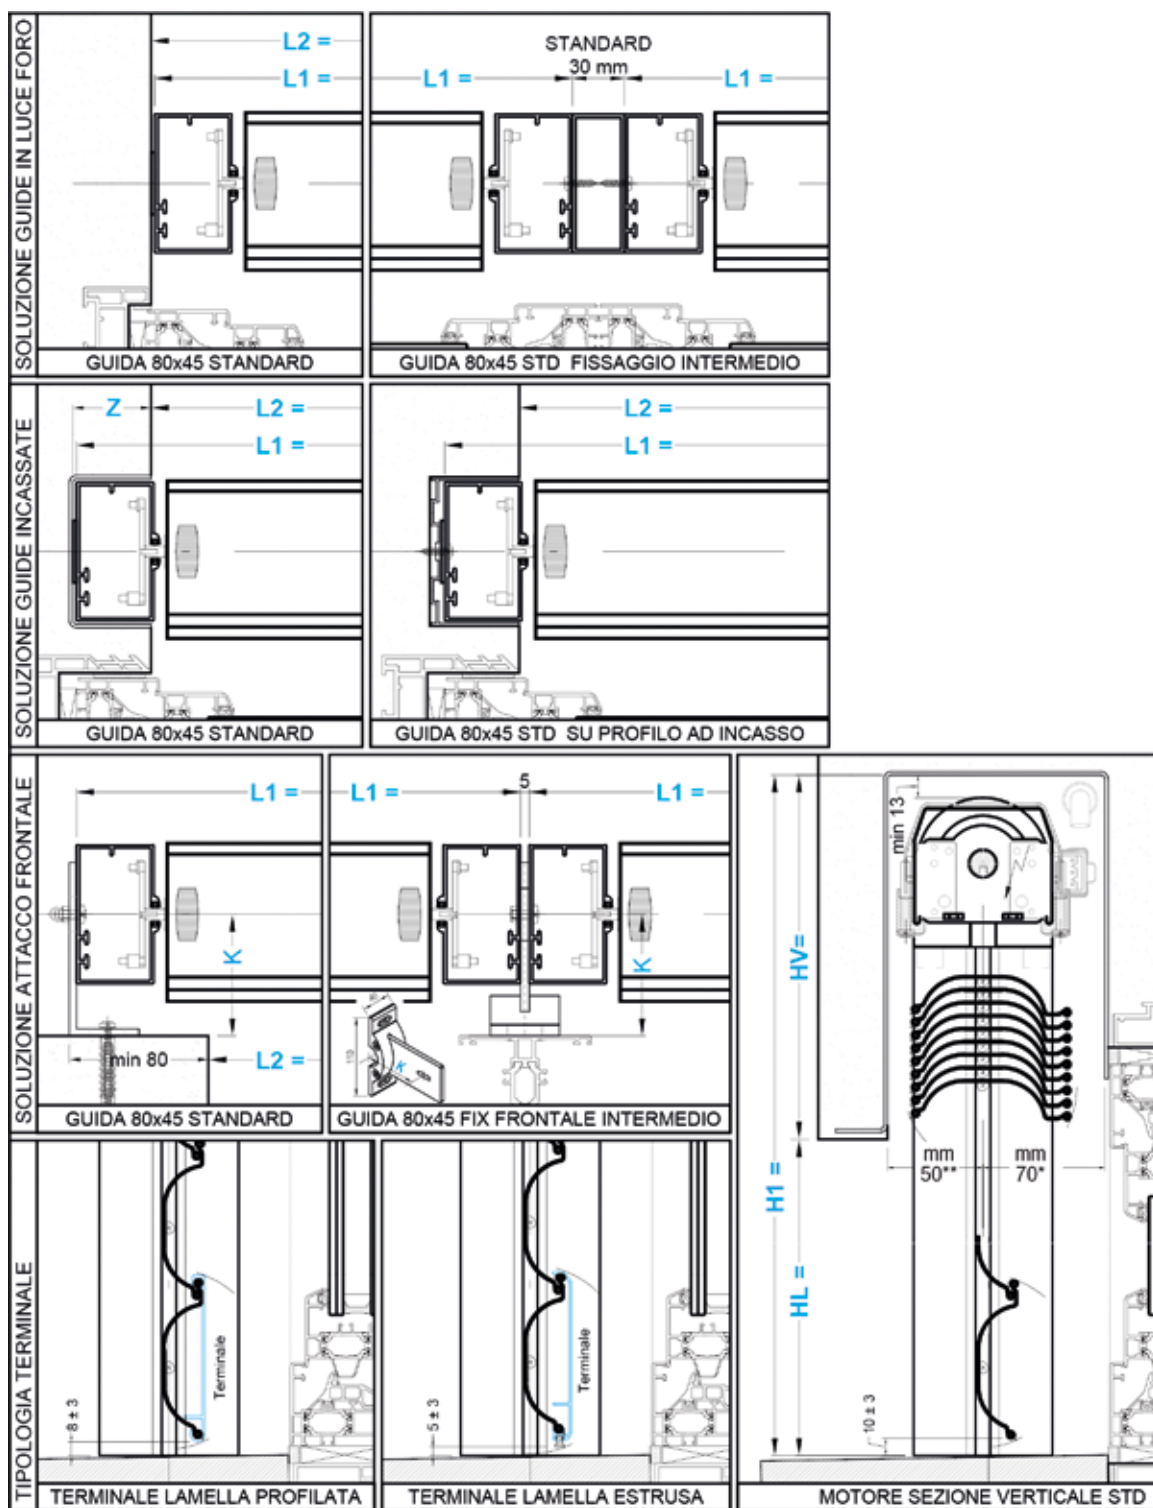 SOLUZIONE GUIDE IN LUCE FORO
L2 =
L1 =
GUIDA 80x45 STANDARD
STANDARD
30 mm
L1 =
L1 =
GUIDA 80x45 STD FISSAGGIO INTERMEDIO
SOLUZIONE GUIDE INCASSATE
Z
L2 =
L1 =
GUIDA 80x45 STANDARD
L2 =
L1 =
GUIDA 80x45 STD SU PROFILO AD INCASSO
SOLUZIONE ATTACCO FRONTALE
L1 =
K
min 80
L2 =
GUIDA 80x45 STANDARD
5
L1 =
L1 =
K
K
GUIDA 80x45 FIX FRONTALE INTERMEDIO
min 13
HV=
mm
50**
mm
70*
H1 =
HL =
10 ± 3
MOTORE SEZIONE VERTICALE STD
TIPOLOGIA TERMINALE
Terminale
8 ± 3
TERMINALE LAMELLA PROFILATA
Terminale
5 ± 3
TERMINALE LAMELLA ESTRUSA